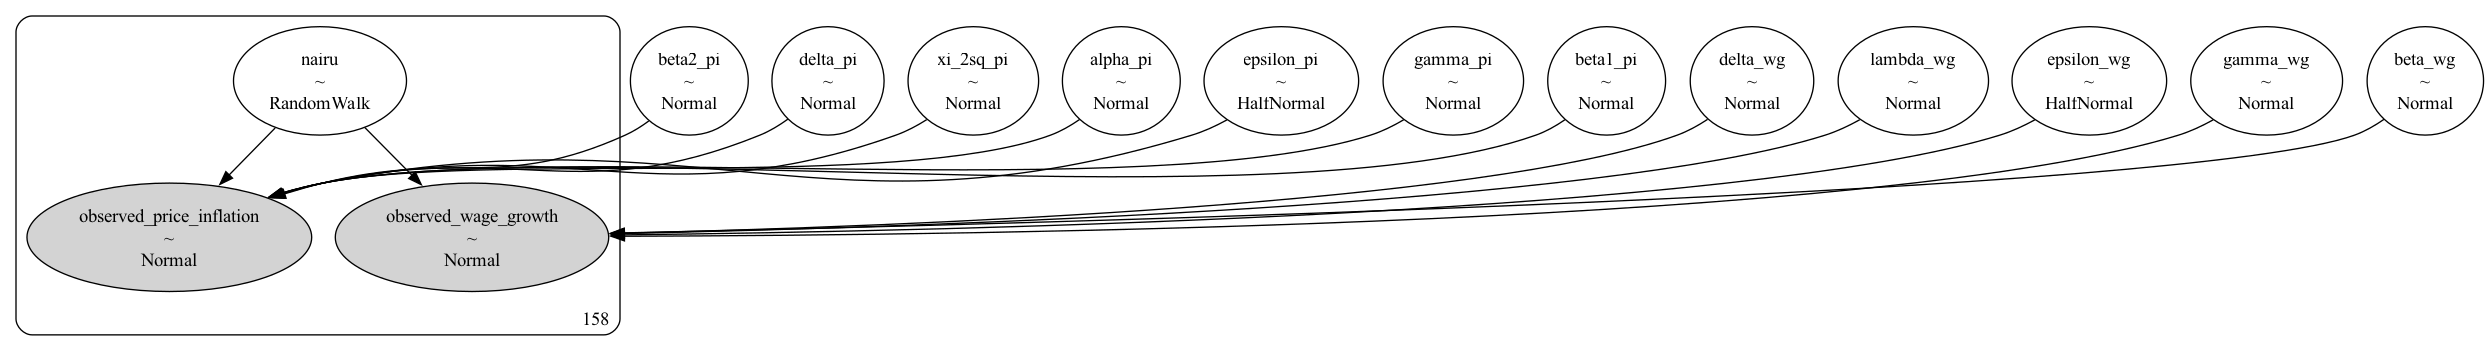 nairu
~
RandomWalk
beta2_pi
~
Normal
delta_pi
~
Normal
xi_2sq_pi
~
Normal
alpha_pi
~
Normal
epsilon_pi
~
HalfNormal
gamma_pi
~
Normal
beta1_pi
~
Normal
delta_wg
~
Normal
lambda_wg
~
Normal
epsilon_wg
~
HalfNormal
gamma_wg
~
Normal
beta_wg
~
Normal
observed_price_inflation
~
Normal
observed_wage_growth
~
Normal
158